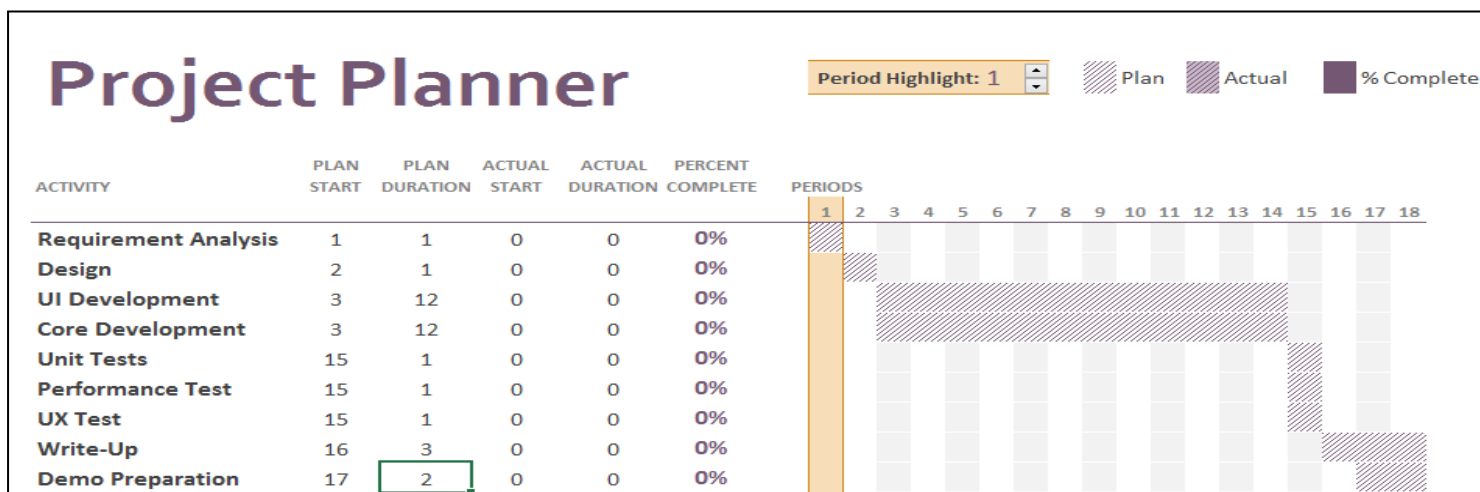 Project Planner
Period Highlight: 1 Plan Actual % Complete
ACTIVITY PLAN START PLAN DURATION ACTUAL START ACTUAL DURATION PERCENT COMPLETE PERIODS
1 2 3 4 5 6 7 8 9 10 11 12 13 14 15 16 17 18
Requirement Analysis 1 1 0 0 0%
Design 2 1 0 0 0%
UI Development 3 12 0 0 0%
Core Development 3 12 0 0 0%
Unit Tests 15 1 0 0 0%
Performance Test 15 1 0 0 0%
UX Test 15 1 0 0 0%
Write-Up 16 3 0 0 0%
Demo Preparation 17 2 0 0 0%